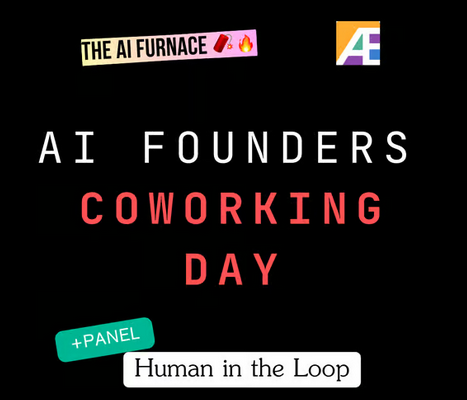 THE AI FURNACE 🧧🔥
Æ
AI FOUNDERS
COWORKING
DAY
+PANEL
Human in the Loop